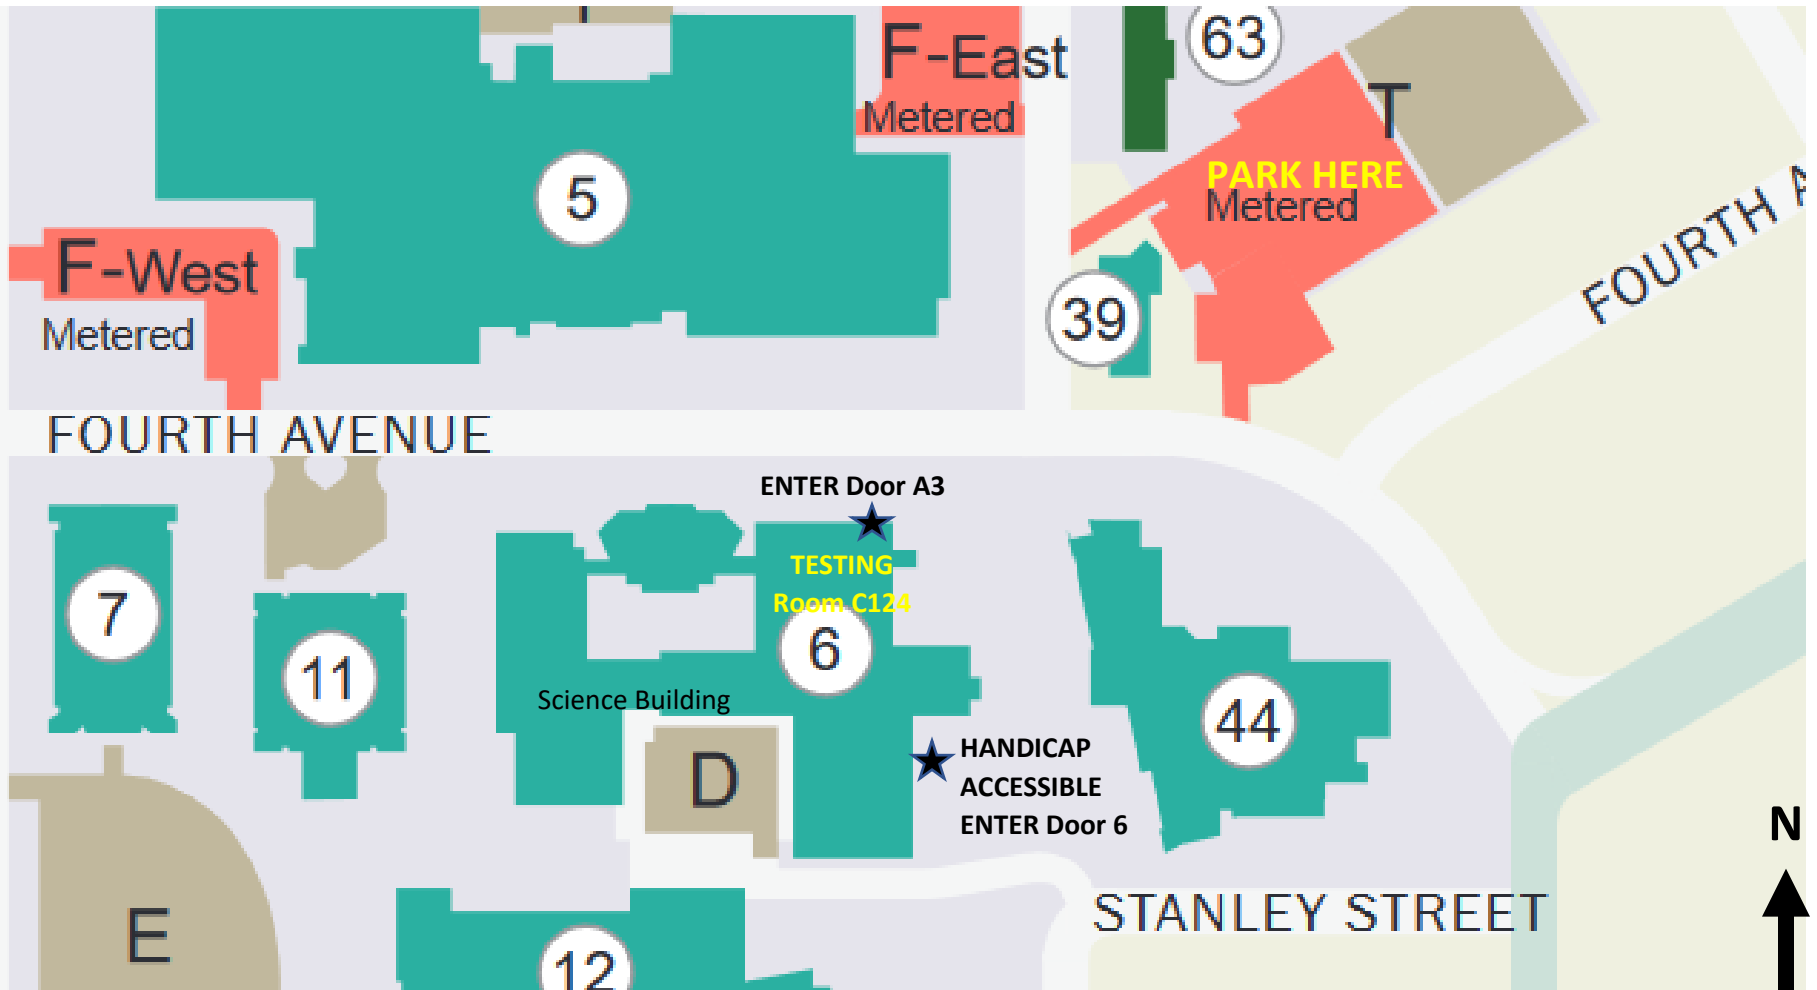 63
F-East
Metered
T
PARK HERE
Metered
5
F-West
Metered
39
FOURTH A
FOURTH AVENUE
ENTER Door A3
TESTING
Room C124
7
11
6
Science Building
44
D
HANDICAP
ACCESSIBLE
ENTER Door 6
N
E
STANLEY STREET
12